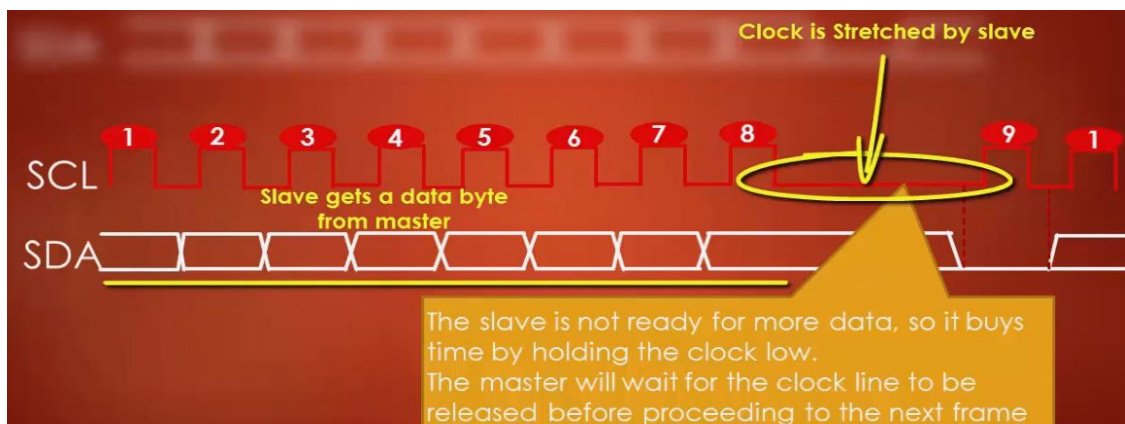 Clock is Stretched by slave
1 2 3 4 5 6 7 8 9 1
SCL
Slave gets a data byte
from master
SDA
The slave is not ready for more data, so it buys
time by holding the clock low.
The master will wait for the clock line to be
released before proceeding to the next frame